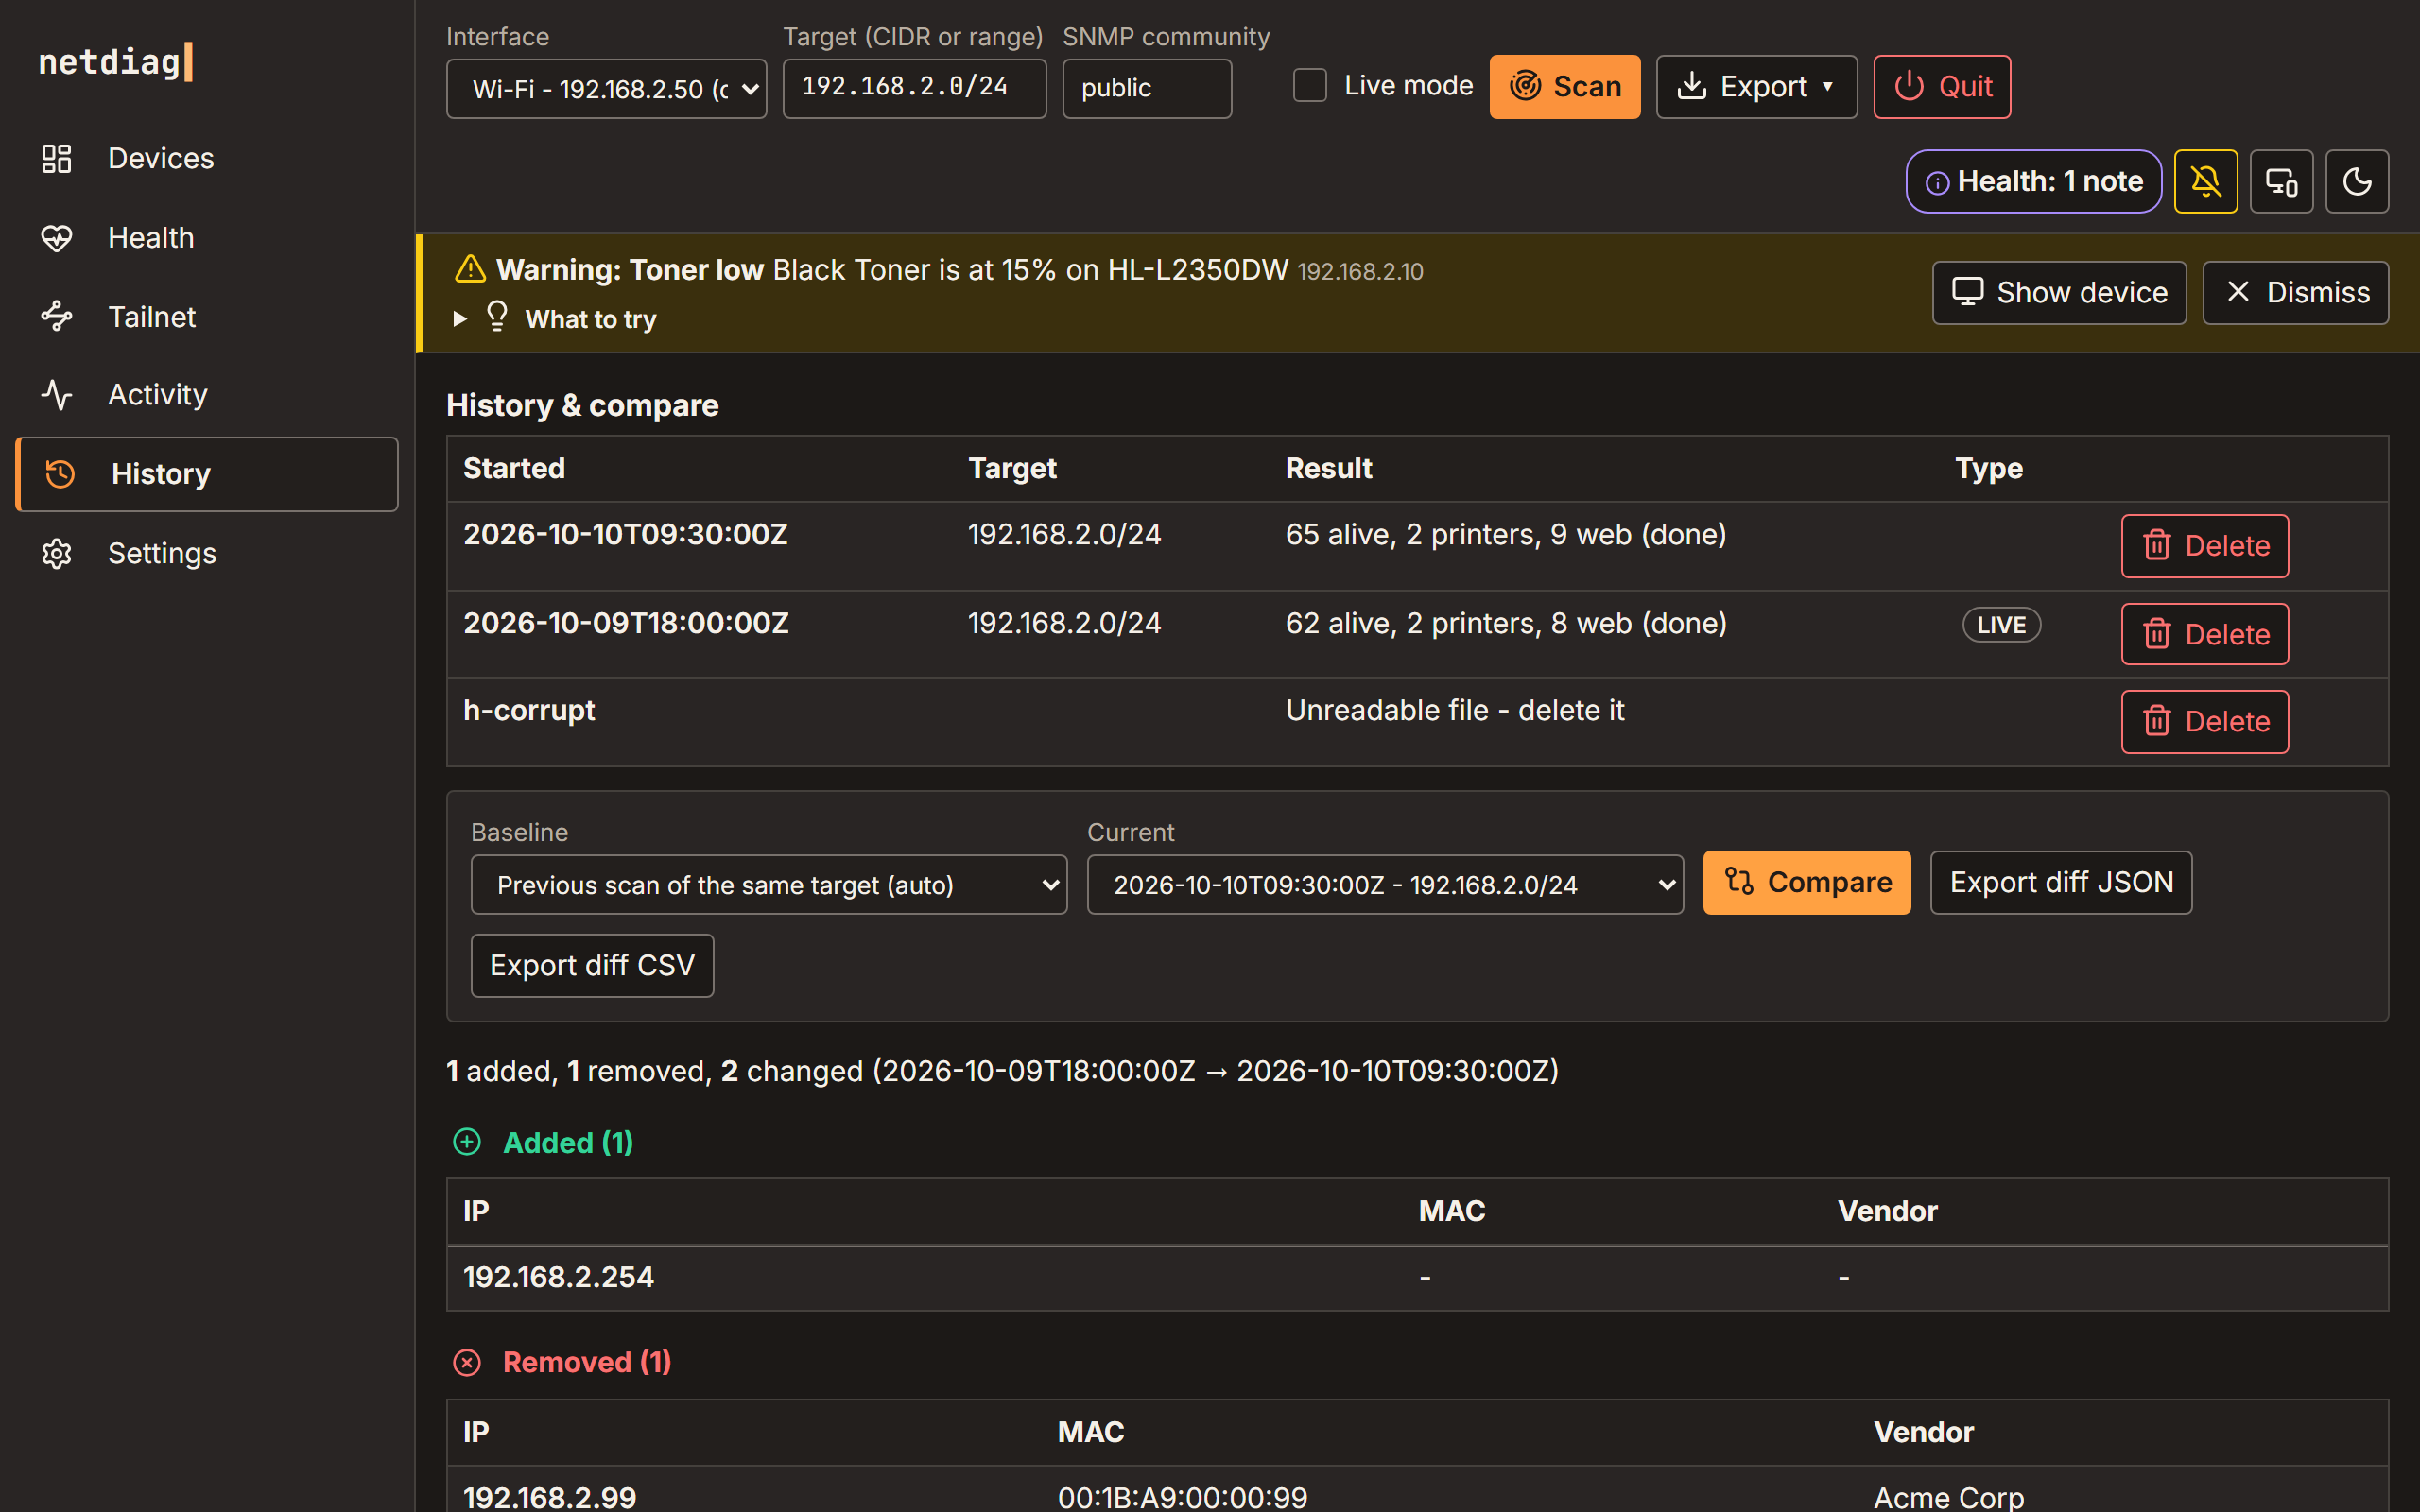 netdiag
Devices
Health
Tailnet
Activity
History
Settings
Interface
Target (CIDR or range)
SNMP community
Wi-Fi - 192.168.2.50 (c
192.168.2.0/24
public
Live mode
Scan
Export
Quit
Health: 1 note
Warning: Toner low Black Toner is at 15% on HL-L2350DW 192.168.2.10
What to try
Show device
Dismiss
History & compare
Started Target Result Type
2026-10-10T09:30:00Z 192.168.2.0/24 65 alive, 2 printers, 9 web (done) Delete
2026-10-09T18:00:00Z 192.168.2.0/24 62 alive, 2 printers, 8 web (done) LIVE Delete
h-corrupt Unreadable file - delete it Delete
Baseline
Current
Previous scan of the same target (auto)
2026-10-10T09:30:00Z - 192.168.2.0/24
Compare
Export diff JSON
Export diff CSV
1 added, 1 removed, 2 changed (2026-10-09T18:00:00Z → 2026-10-10T09:30:00Z)
Added (1)
IP MAC Vendor
192.168.2.254 - -
Removed (1)
IP MAC Vendor
192.168.2.99 00:1B:A9:00:00:99 Acme Corp